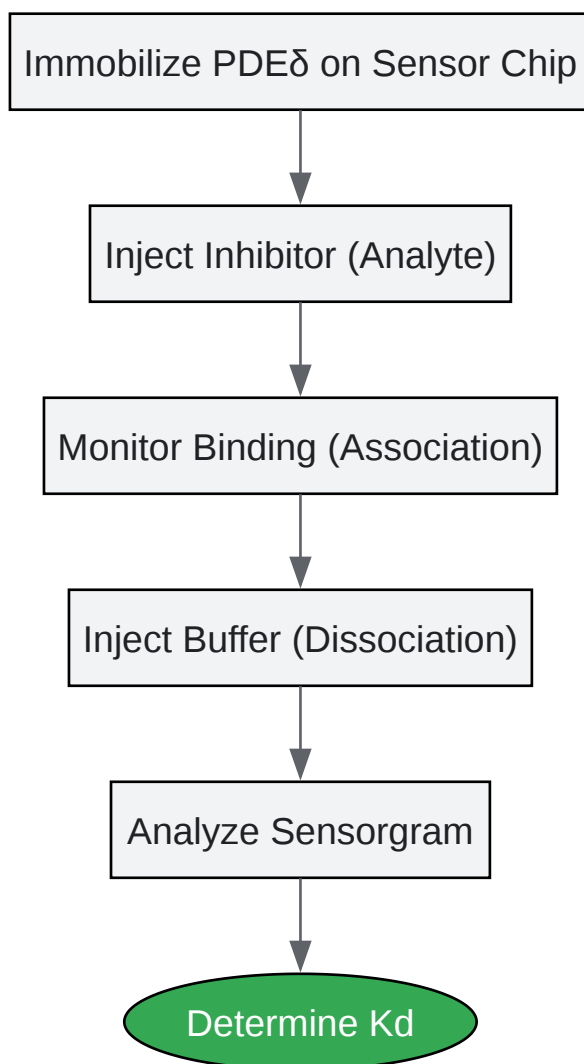 Immobilize PDEδ on Sensor Chip
Inject Inhibitor (Analyte)
Monitor Binding (Association)
Inject Buffer (Dissociation)
Analyze Sensorgram
Determine Kd